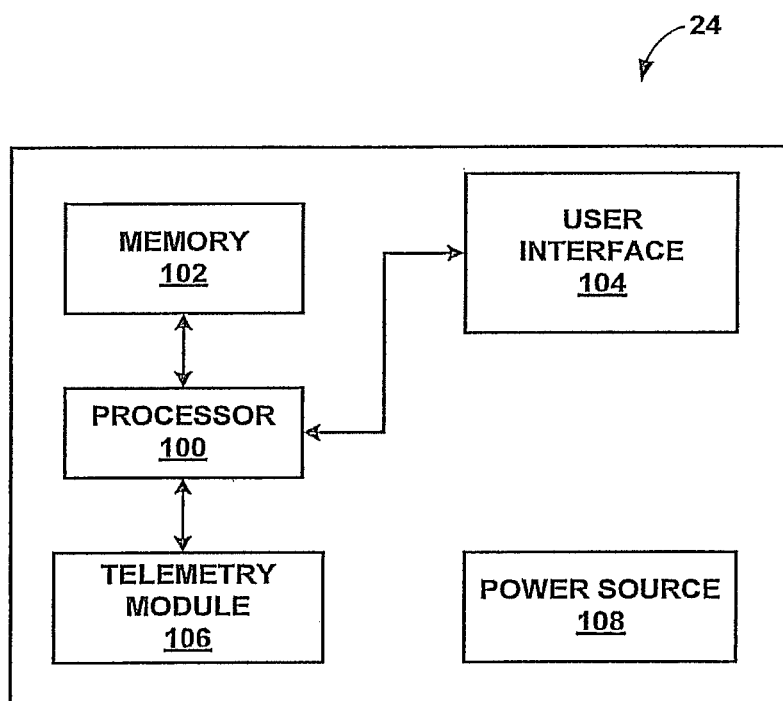 24
MEMORY
102
USER
INTERFACE
104
PROCESSOR
100
TELEMETRY
MODULE
106
POWER SOURCE
108